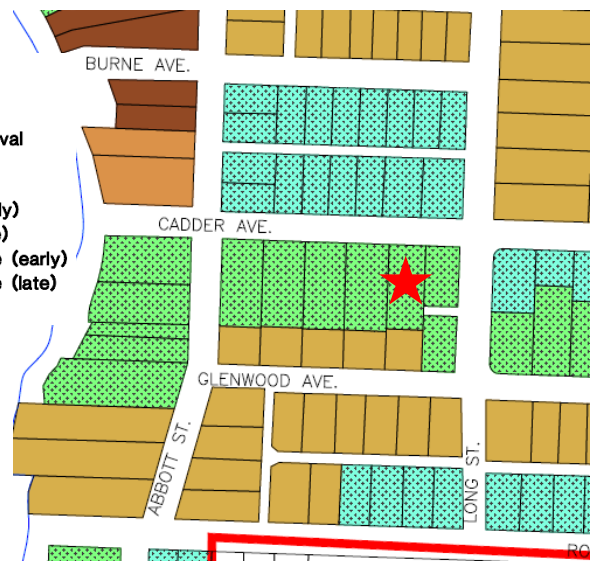 BURNE AVE.
val
ly)
e)
e (early)
e (late)
CADDER AVE.
GLENWOOD AVE.
ABBOTT ST.
LONG ST.
RO